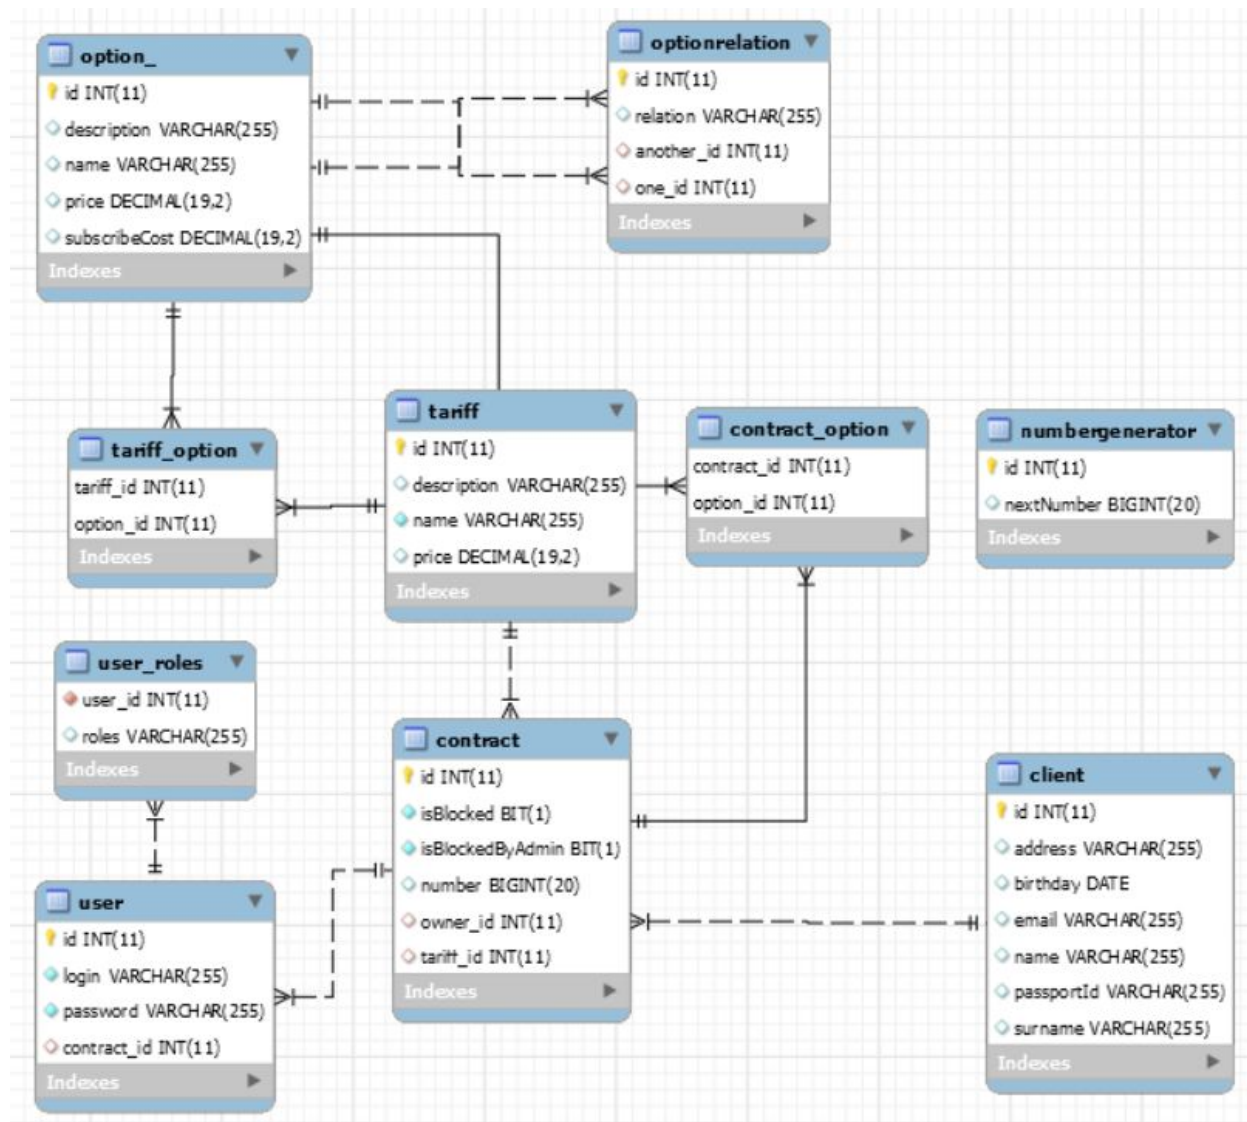 option_
id INT(11)
description VARCHAR(255)
name VARCHAR(255)
price DECIMAL(19,2)
subscribeCost DECIMAL(19,2)
Indexes
optionrelation
id INT(11)
relation VARCHAR(255)
another_id INT(11)
one_id INT(11)
Indexes
tariff_option
tariff_id INT(11)
option_id INT(11)
Indexes
tariff
id INT(11)
description VARCHAR(255)
name VARCHAR(255)
price DECIMAL(19,2)
Indexes
contract_option
contract_id INT(11)
option_id INT(11)
Indexes
numbergenerator
id INT(11)
nextNumber BIGINT(20)
Indexes
user_roles
user_id INT(11)
roles VARCHAR(255)
Indexes
contract
id INT(11)
isBlocked BIT(1)
isBlockedByAdmin BIT(1)
number BIGINT(20)
owner_id INT(11)
tariff_id INT(11)
Indexes
client
id INT(11)
address VARCHAR(255)
birthday DATE
email VARCHAR(255)
name VARCHAR(255)
passportId VARCHAR(255)
surname VARCHAR(255)
Indexes
user
id INT(11)
login VARCHAR(255)
password VARCHAR(255)
contract_id INT(11)
Indexes